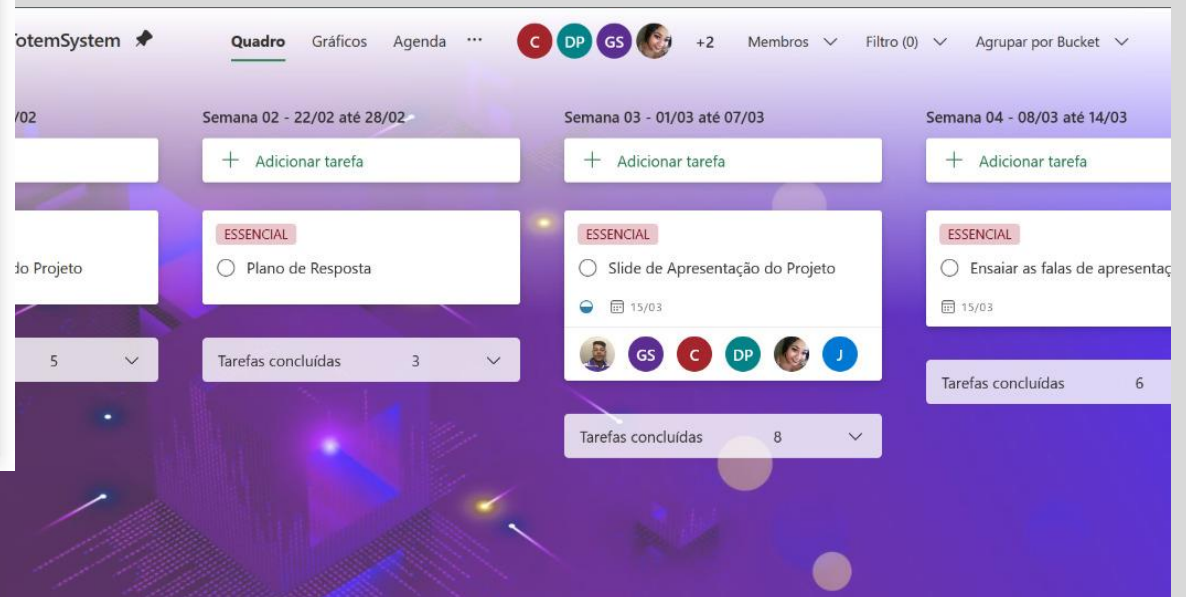 otemSystem Quadro Gráficos Agenda ··· C DP GS +2 Membros Filtro (0) Agrupar por Bucket
/02
do Projeto
5
Semana 02 - 22/02 até 28/02
+ Adicionar tarefa
ESSENCIAL
Plano de Resposta
Tarefas concluídas 3
Semana 03 - 01/03 até 07/03
+ Adicionar tarefa
ESSENCIAL
Slide de Apresentação do Projeto
15/03
GS C DP J
Tarefas concluídas 8
Semana 04 - 08/03 até 14/03
+ Adicionar tarefa
ESSENCIAL
Ensaiar as falas de apresentaç
15/03
Tarefas concluídas 6